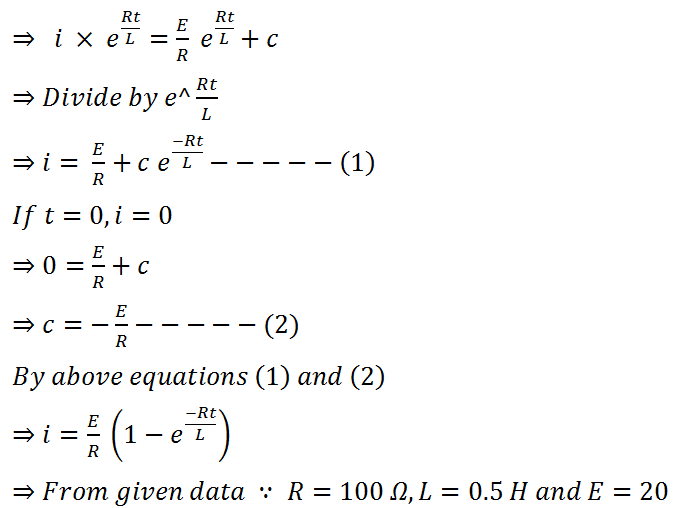 ⇒ i × e^(Rt/L) = E/R e^(Rt/L) + c
⇒ Divide by e^ Rt/L
⇒ i = E/R + c e^(-Rt/L) − − − − − (1)
If t = 0, i = 0
⇒ 0 = E/R + c
⇒ c = − E/R − − − − − (2)
By above equations (1) and (2)
⇒ i = E/R (1 − e^(-Rt/L))
⇒ From given data ∵ R = 100 Ω, L = 0.5 H and E = 20